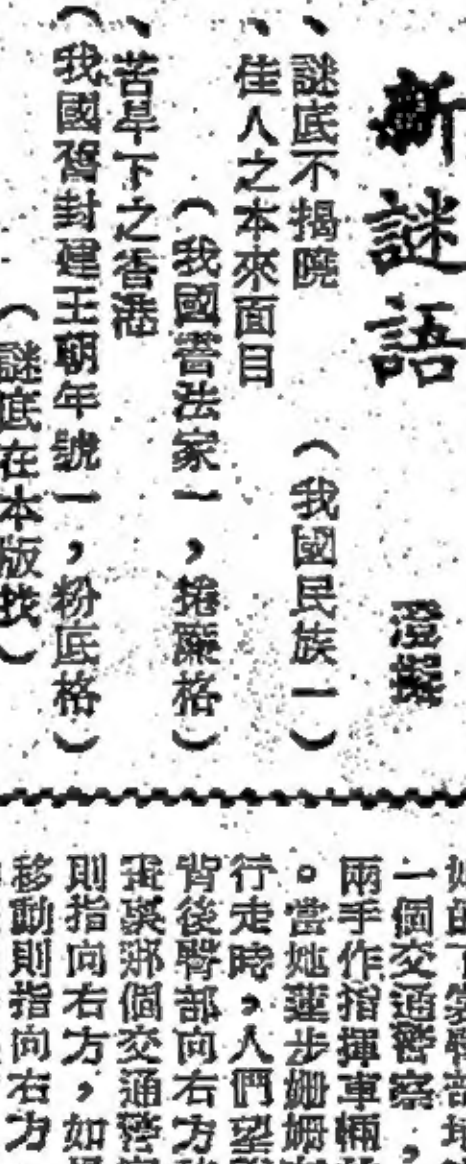 新謎語 澄擬
、謎底不揭曉 (我國民族一)
、佳人之本來面目
(我國書法家一,捲簾格)
、苦旱下之香港
(我國舊封建王朝年號一,粉底格)
(謎底在本版找)
一個交通警察,
兩手作指揮車輛
。當她蓮步姍姍
行走時,人們望
背後臀部向右方
那個交通警
則指向右方,如
移動則指向右方